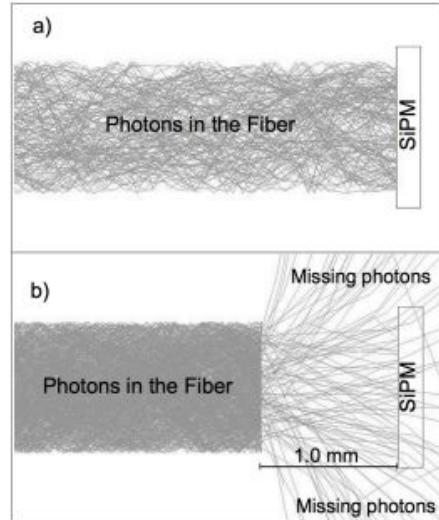 a)
Photons in the Fiber
SiPM
b)
Missing photons
Photons in the Fiber
SiPM
1.0 mm
Missing photons